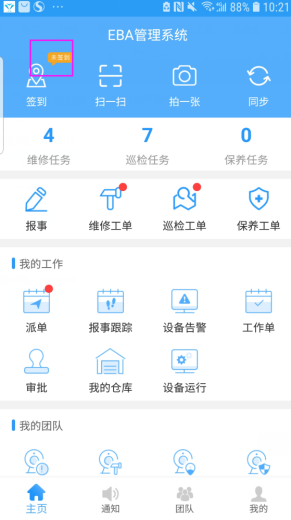 88% 10:21
EBA管理系统
未签到
签到 扫一扫 拍一张 同步
4 7 0
维修任务 巡检任务 保养任务
报事 维修工单 巡检工单 保养工单
我的工作
派单 报事跟踪 设备告警 工作单
审批 我的仓库 设备运行
我的团队
主页 通知 团队 我的